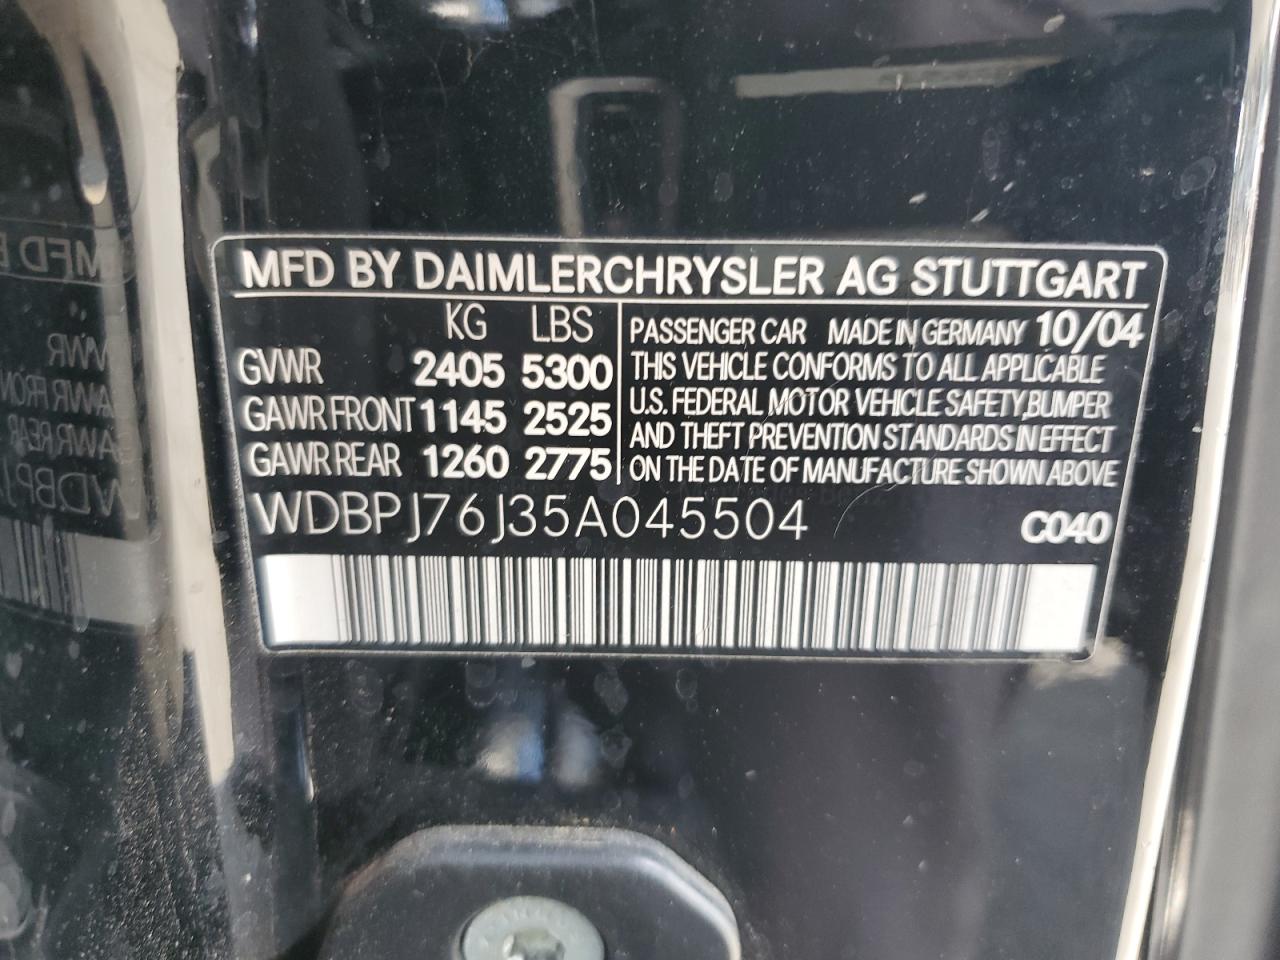 MFD BY DAIMLERCHRYSLER AG STUTTGART
KG LBS
GVWR 2405 5300
GAWR FRONT 1145 2525
GAWR REAR 1260 2775
PASSENGER CAR MADE IN GERMANY 10/04
THIS VEHICLE CONFORMS TO ALL APPLICABLE
U.S. FEDERAL MOTOR VEHICLE SAFETY,BUMPER
AND THEFT PREVENTION STANDARDS IN EFFECT
ON THE DATE OF MANUFACTURE SHOWN ABOVE
WDBPJ76J35A045504 C040